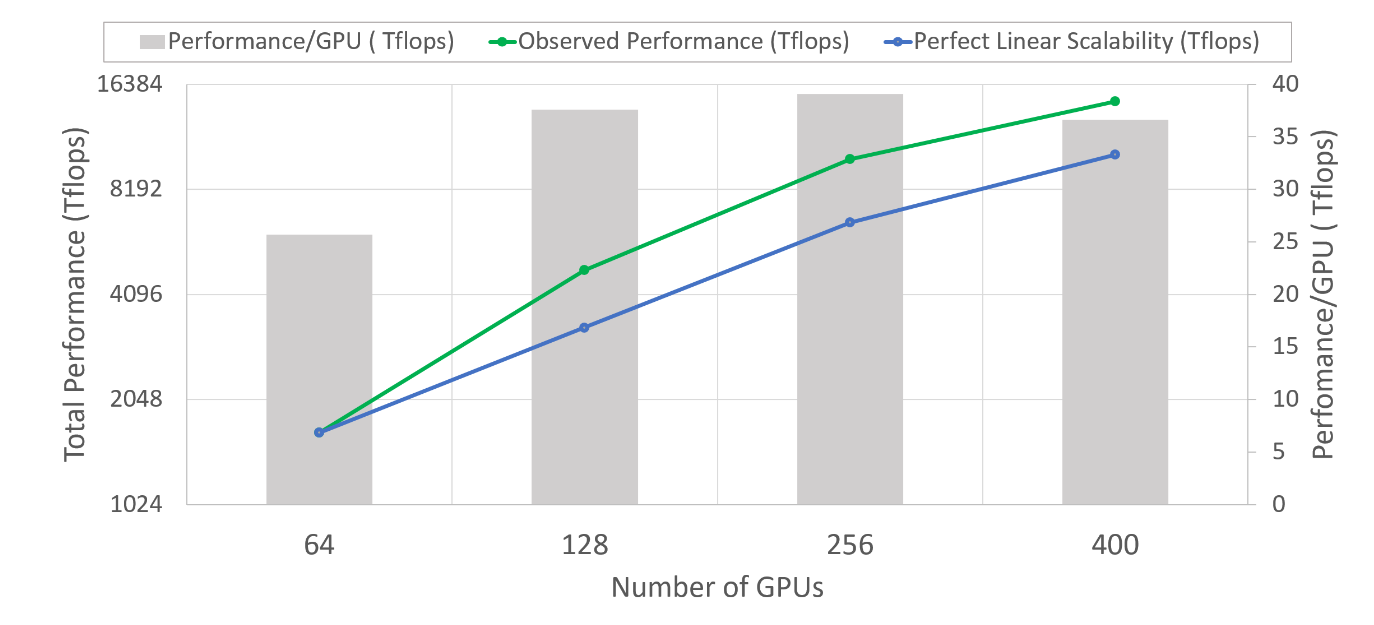 Performance/GPU ( Tflops) Observed Performance (Tflops) Perfect Linear Scalability (Tflops)
Total Performance (Tflops)
16384
8192
4096
2048
1024
40
35
30
25
20
15
10
5
0
Perfomance/GPU ( Tflops)
64 128 256 400
Number of GPUs